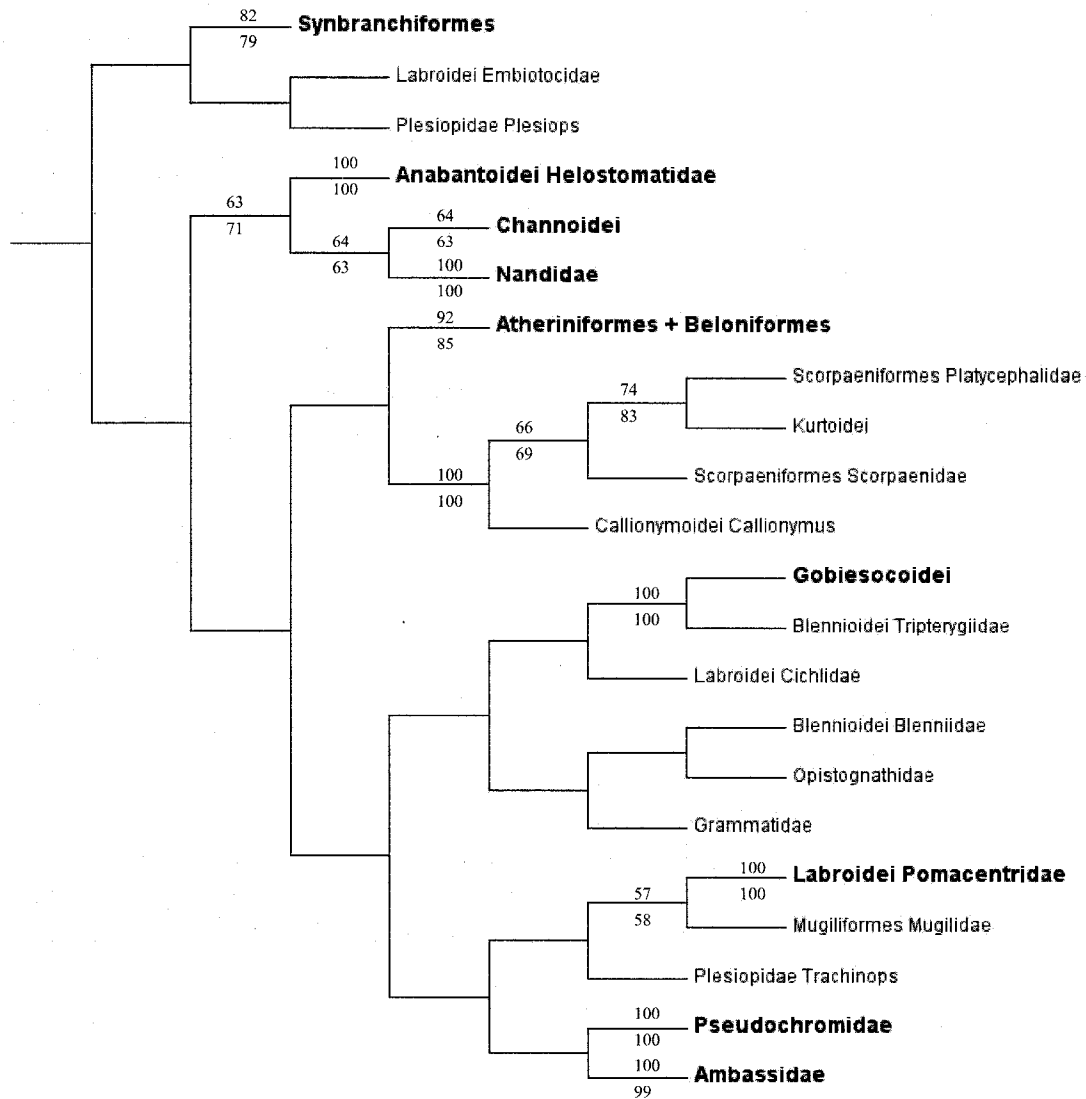 82
Synbranchiformes
79
Labroidei Embiotocidae
Plesiopidae Plesiops
100
Anabantoidei Helostomatidae
100
63
71
64
Channoidei
63
64
63
100
Nandidae
100
92
Atheriniformes + Beloniformes
85
Scorpaeniformes Platycephalidae
74
83
Kurtoidei
66
69
Scorpaeniformes Scorpaenidae
100
100
Callionymoidei Callionymus
Gobiesocoidei
100
100
Blennioidei Tripterygiidae
Labroidei Cichlidae
Blennioidei Blenniidae
Opistognathidae
Grammatidae
100
Labroidei Pomacentridae
100
57
58
Mugiliformes Mugilidae
Plesiopidae Trachinops
100
Pseudochromidae
100
100
Ambassidae
99